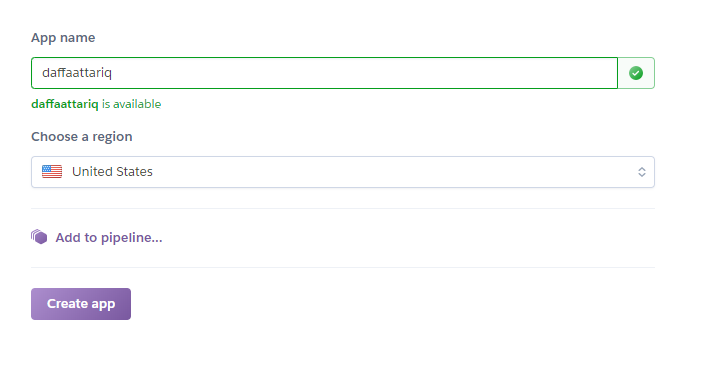 App name
daffaattariq
daffaattariq is available
Choose a region
United States
Add to pipeline...
Create app